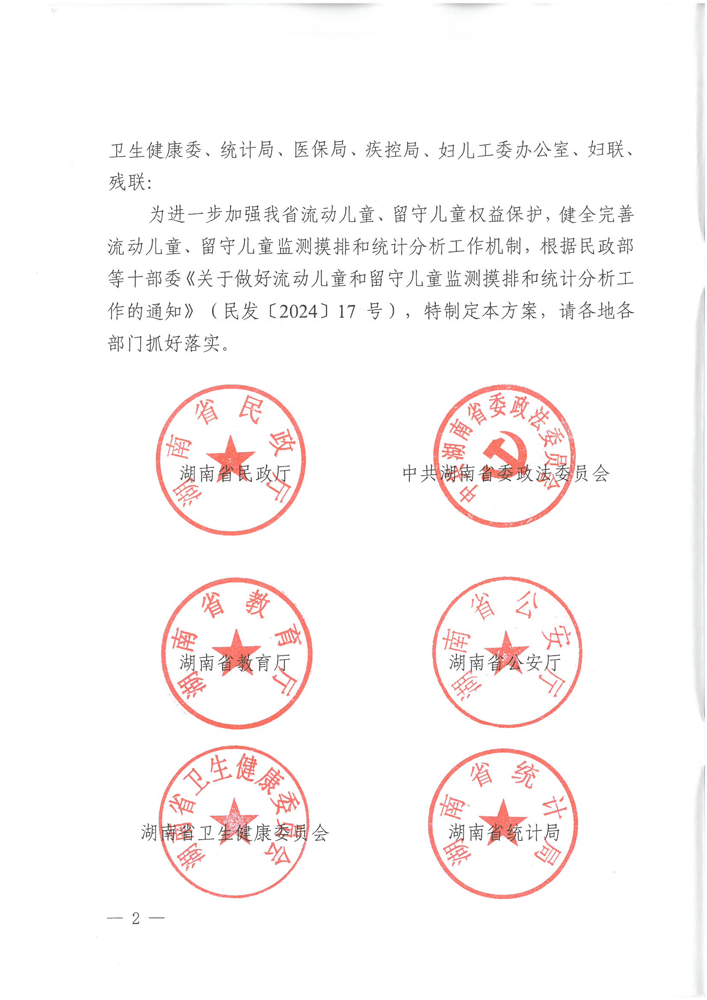 卫生健康委、统计局、医保局、疾控局、妇儿工委办公室、妇联、
残联：
为进一步加强我省流动儿童、留守儿童权益保护，健全完善
流动儿童、留守儿童监测摸排和统计分析工作机制，根据民政部
等十部委《关于做好流动儿童和留守儿童监测摸排和统计分析工
作的通知》（民发〔2024〕17 号），特制定本方案，请各地各
部门抓好落实。
湖南省民政厅
湖南省民政厅
中共湖南省委政法委员会
中共湖南省委政法委员会
湖南省教育厅
湖南省教育厅
湖南省公安厅
湖南省公安厅
湖南省卫生健康委员会
湖南省卫生健康委员会
湖南省统计局
湖南省统计局
— 2 —